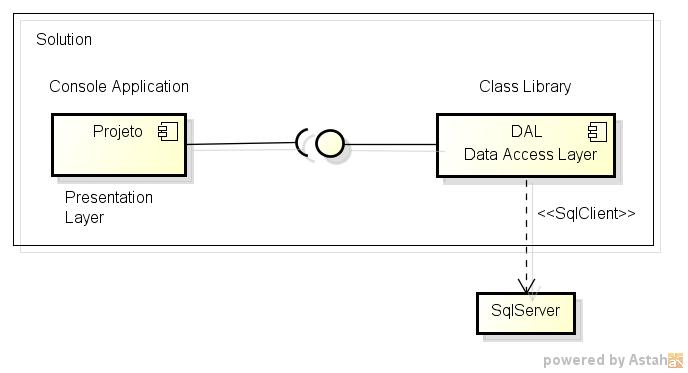 Solution
Console Application
Class Library
Projeto
DAL
Data Access Layer
Presentation
Layer
<<SqlClient>>
SqlServer
powered by Astah